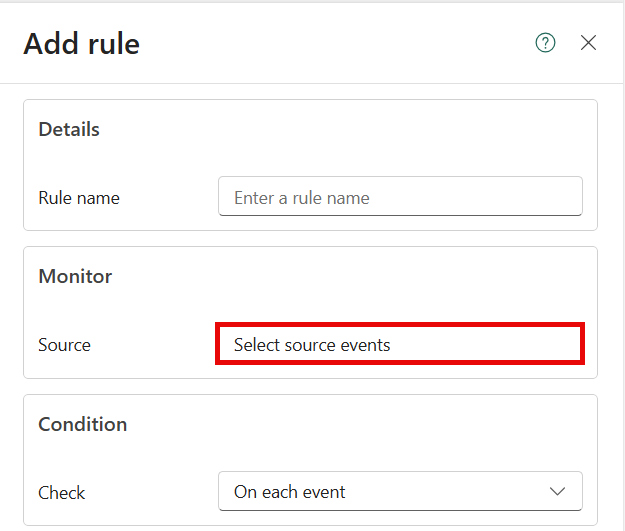 Add rule
Details
Rule name
Enter a rule name
Monitor
Source
Select source events
Condition
Check
On each event